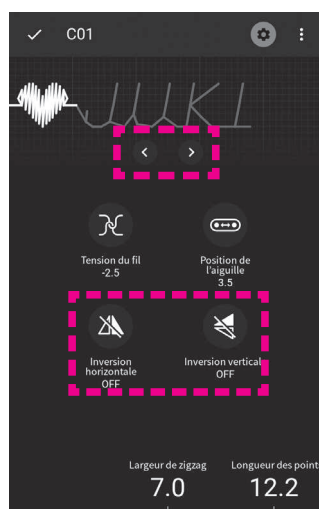 C01
JUKI
Tension du fil
-2.5
Position de
l'aiguille
3.5
Inversion
horizontale
OFF
Inversion vertical
OFF
Largeur de zigzag
7.0
Longueur des point
12.2